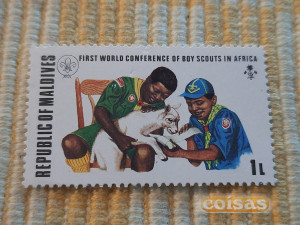 FIRST WORLD CONFERENCE OF BOY SCOUTS IN AFRICA
REPUBLIC OF MALDIVES
1L
coisas